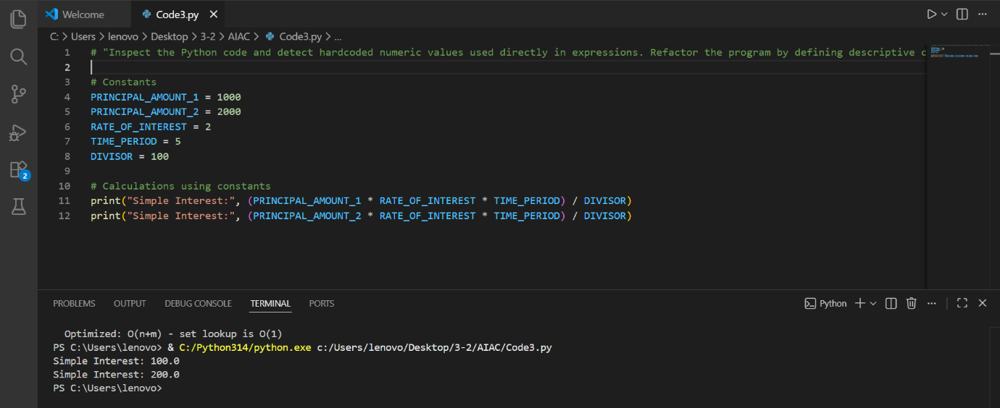 Welcome
Code3.py
C: > Users > lenovo > Desktop > 3-2 > AIAC > Code3.py > ...
1 # "Inspect the Python code and detect hardcoded numeric values used directly in expressions. Refactor the program by defining descriptive c
2
3 # Constants
4 PRINCIPAL_AMOUNT_1 = 1000
5 PRINCIPAL_AMOUNT_2 = 2000
6 RATE_OF_INTEREST = 2
7 TIME_PERIOD = 5
8 DIVISOR = 100
9
10 # Calculations using constants
11 print("Simple Interest:", (PRINCIPAL_AMOUNT_1 * RATE_OF_INTEREST * TIME_PERIOD) / DIVISOR)
12 print("Simple Interest:", (PRINCIPAL_AMOUNT_2 * RATE_OF_INTEREST * TIME_PERIOD) / DIVISOR)
2
PROBLEMS OUTPUT DEBUG CONSOLE TERMINAL PORTS Python
Optimized: O(n+m) - set lookup is O(1)
PS C:\Users\lenovo> & C:/Python314/python.exe c:/Users/lenovo/Desktop/3-2/AIAC/Code3.py
Simple Interest: 100.0
Simple Interest: 200.0
PS C:\Users\lenovo>